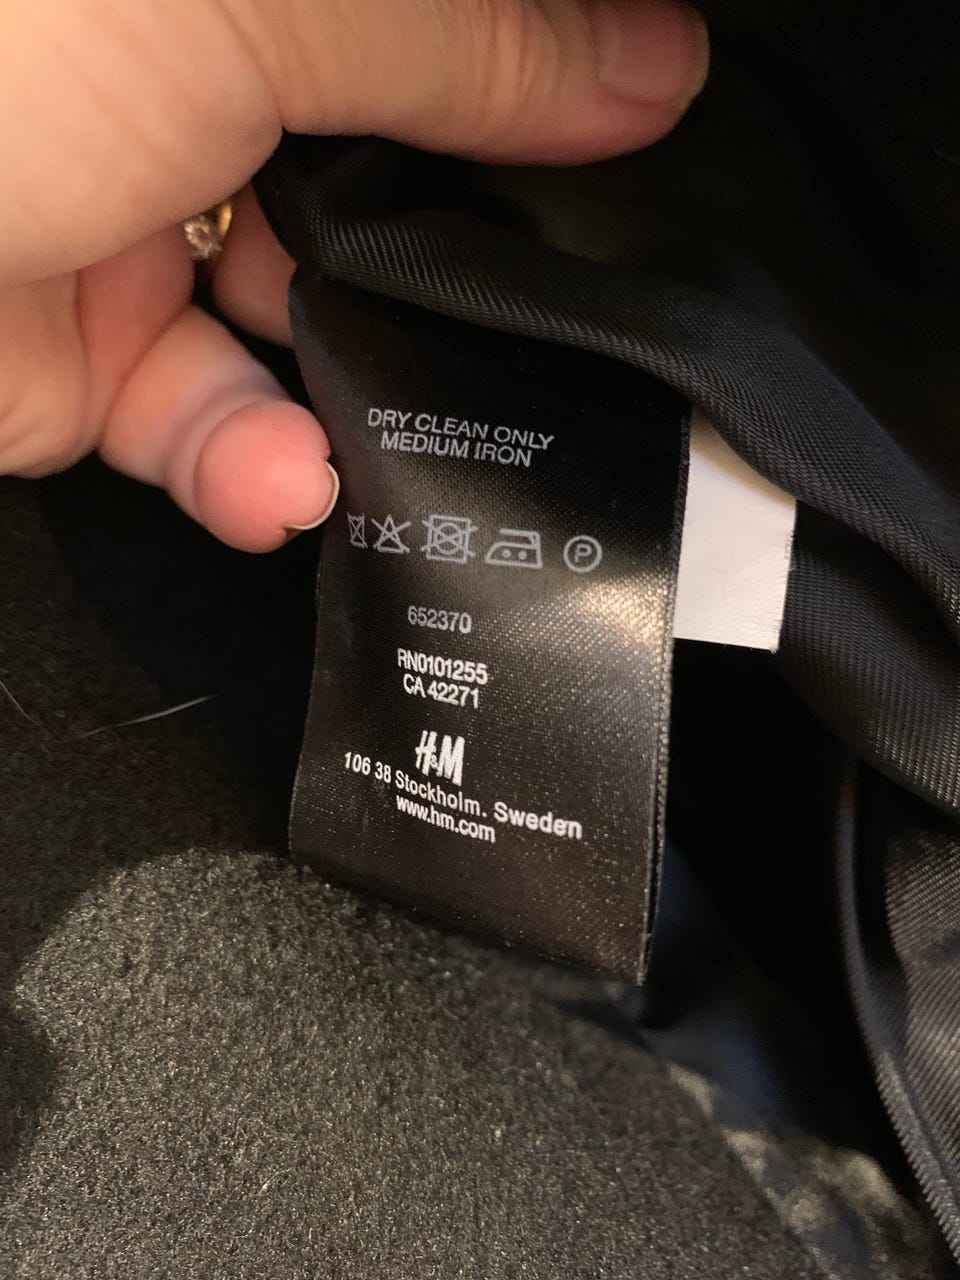 DRY CLEAN ONLY
MEDIUM IRON
P
652370
RN0101255
CA 42271
H&M
106 38 Stockholm. Sweden
www.hm.com